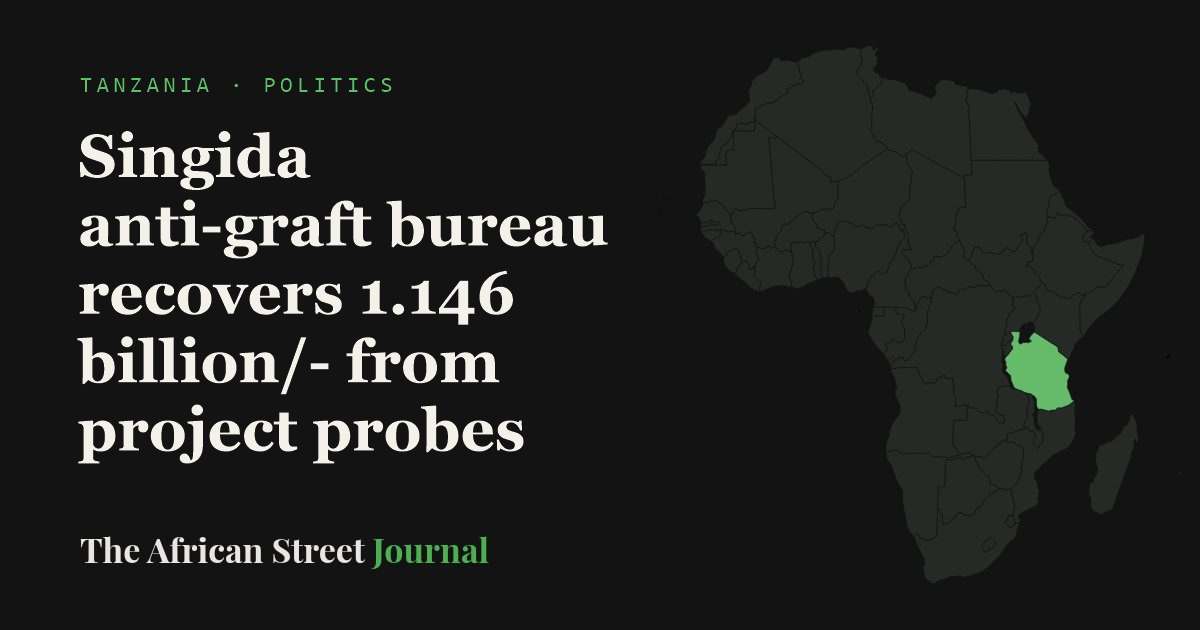 TANZANIA · POLITICS
Singida
anti-graft bureau
recovers 1.146
billion/- from
project probes
The African Street Journal